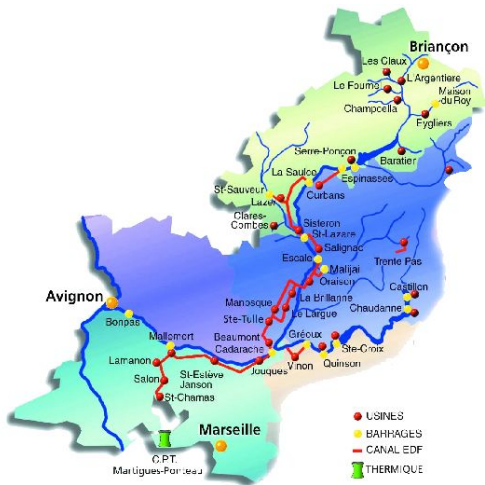 Briançon
Les Claux
L'Argentiere
Le Fournel
Maison
du Roy
Champcella
Eygliers
Serre-Ponçon
Baratier
La Saulce
Espinasses
St-Sauveur
Curbans
Lazer
Clares-
Combes
Sisteron
St-Lazare
Salignac
Trente Pas
Escale
Malijai
Oraison
Castillon
La Brillanne
Manosque
Chaudanne
Avignon
Le Largue
Ste-Tulle
Bonpas
Beaumont
Gréoux
Mallemort
Cadarache
Ste-Croix
Lamanon
Quinson
St-Estève
Janson
Jouques
Vinon
Salon
St-Chamas
Marseille
C.P.T.
Martigues-Ponteau
USINES
BARRAGES
CANAL EDF
THERMIQUE